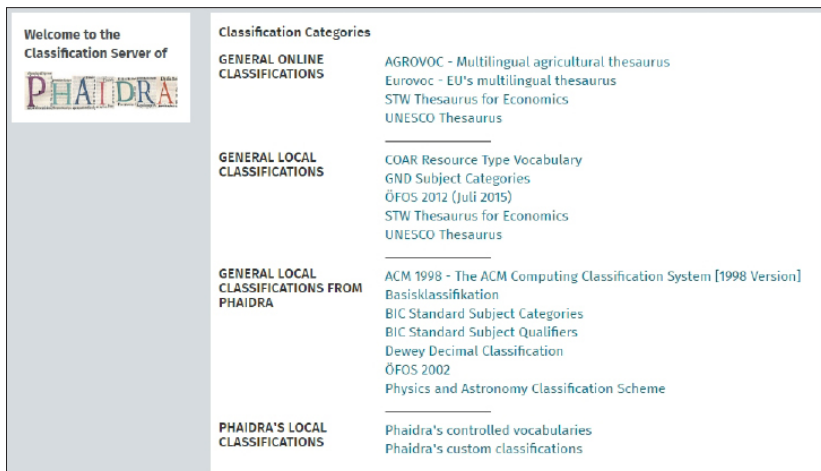 Welcome to the
Classification Server of
PHAIDRA
Classification Categories
GENERAL ONLINE
CLASSIFICATIONS
AGROVOC - Multilingual agricultural thesaurus
Eurovoc - EU's multilingual thesaurus
STW Thesaurus for Economics
UNESCO Thesaurus
GENERAL LOCAL
CLASSIFICATIONS
COAR Resource Type Vocabulary
GND Subject Categories
ÖFOS 2012 (Juli 2015)
STW Thesaurus for Economics
UNESCO Thesaurus
GENERAL LOCAL
CLASSIFICATIONS FROM
PHAIDRA
ACM 1998 - The ACM Computing Classification System [1998 Version]
Basisklassifikation
BIC Standard Subject Categories
BIC Standard Subject Qualifiers
Dewey Decimal Classification
ÖFOS 2002
Physics and Astronomy Classification Scheme
PHAIDRA'S LOCAL
CLASSIFICATIONS
Phaidra's controlled vocabularies
Phaidra's custom classifications